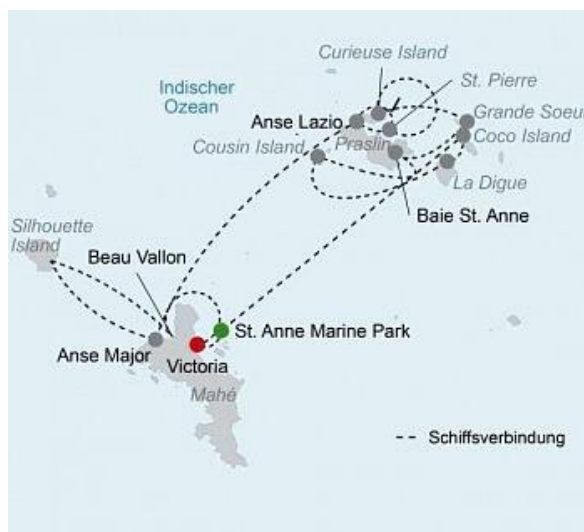 Curieuse Island
St. Pierre
Indischer
Ozean
Grande Soeur
Anse Lazio
Coco Island
Praslin
Cousin Island
La Digue
Baie St. Anne
Silhouette
Island
Beau Vallon
St. Anne Marine Park
Anse Major
Victoria
Mahé
Schiffsverbindung